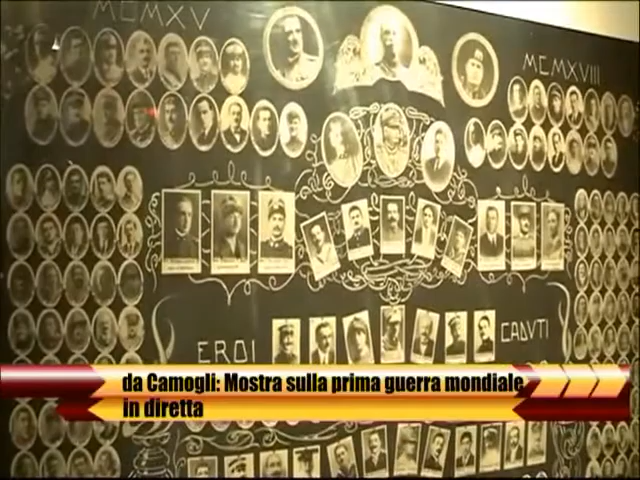 MCMXV
MCMXVIII
EROI
CADUTI
da Camogli: Mostra sulla prima guerra mondiale
in diretta